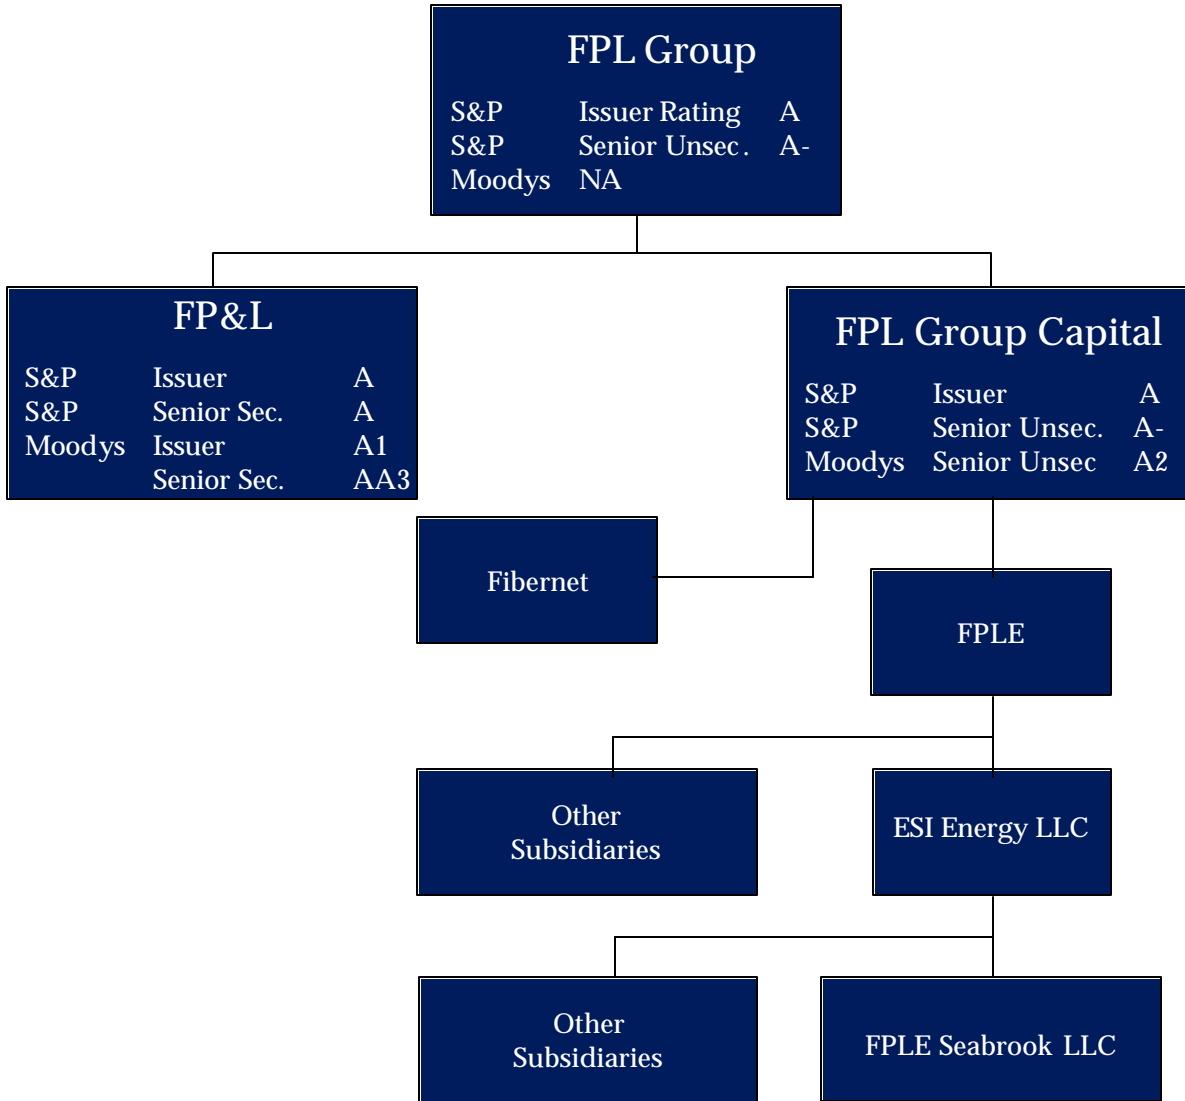 FPL Group
S&P Issuer Rating A
S&P Senior Unsec. A-
Moodys NA
FP&L
S&P Issuer A
S&P Senior Sec. A
Moodys Issuer A1
Senior Sec. AA3
FPL Group Capital
S&P Issuer A
S&P Senior Unsec. A-
Moodys Senior Unsec A2
Fibernet
FPLE
Other
Subsidiaries
ESI Energy LLC
Other
Subsidiaries
FPLE Seabrook LLC